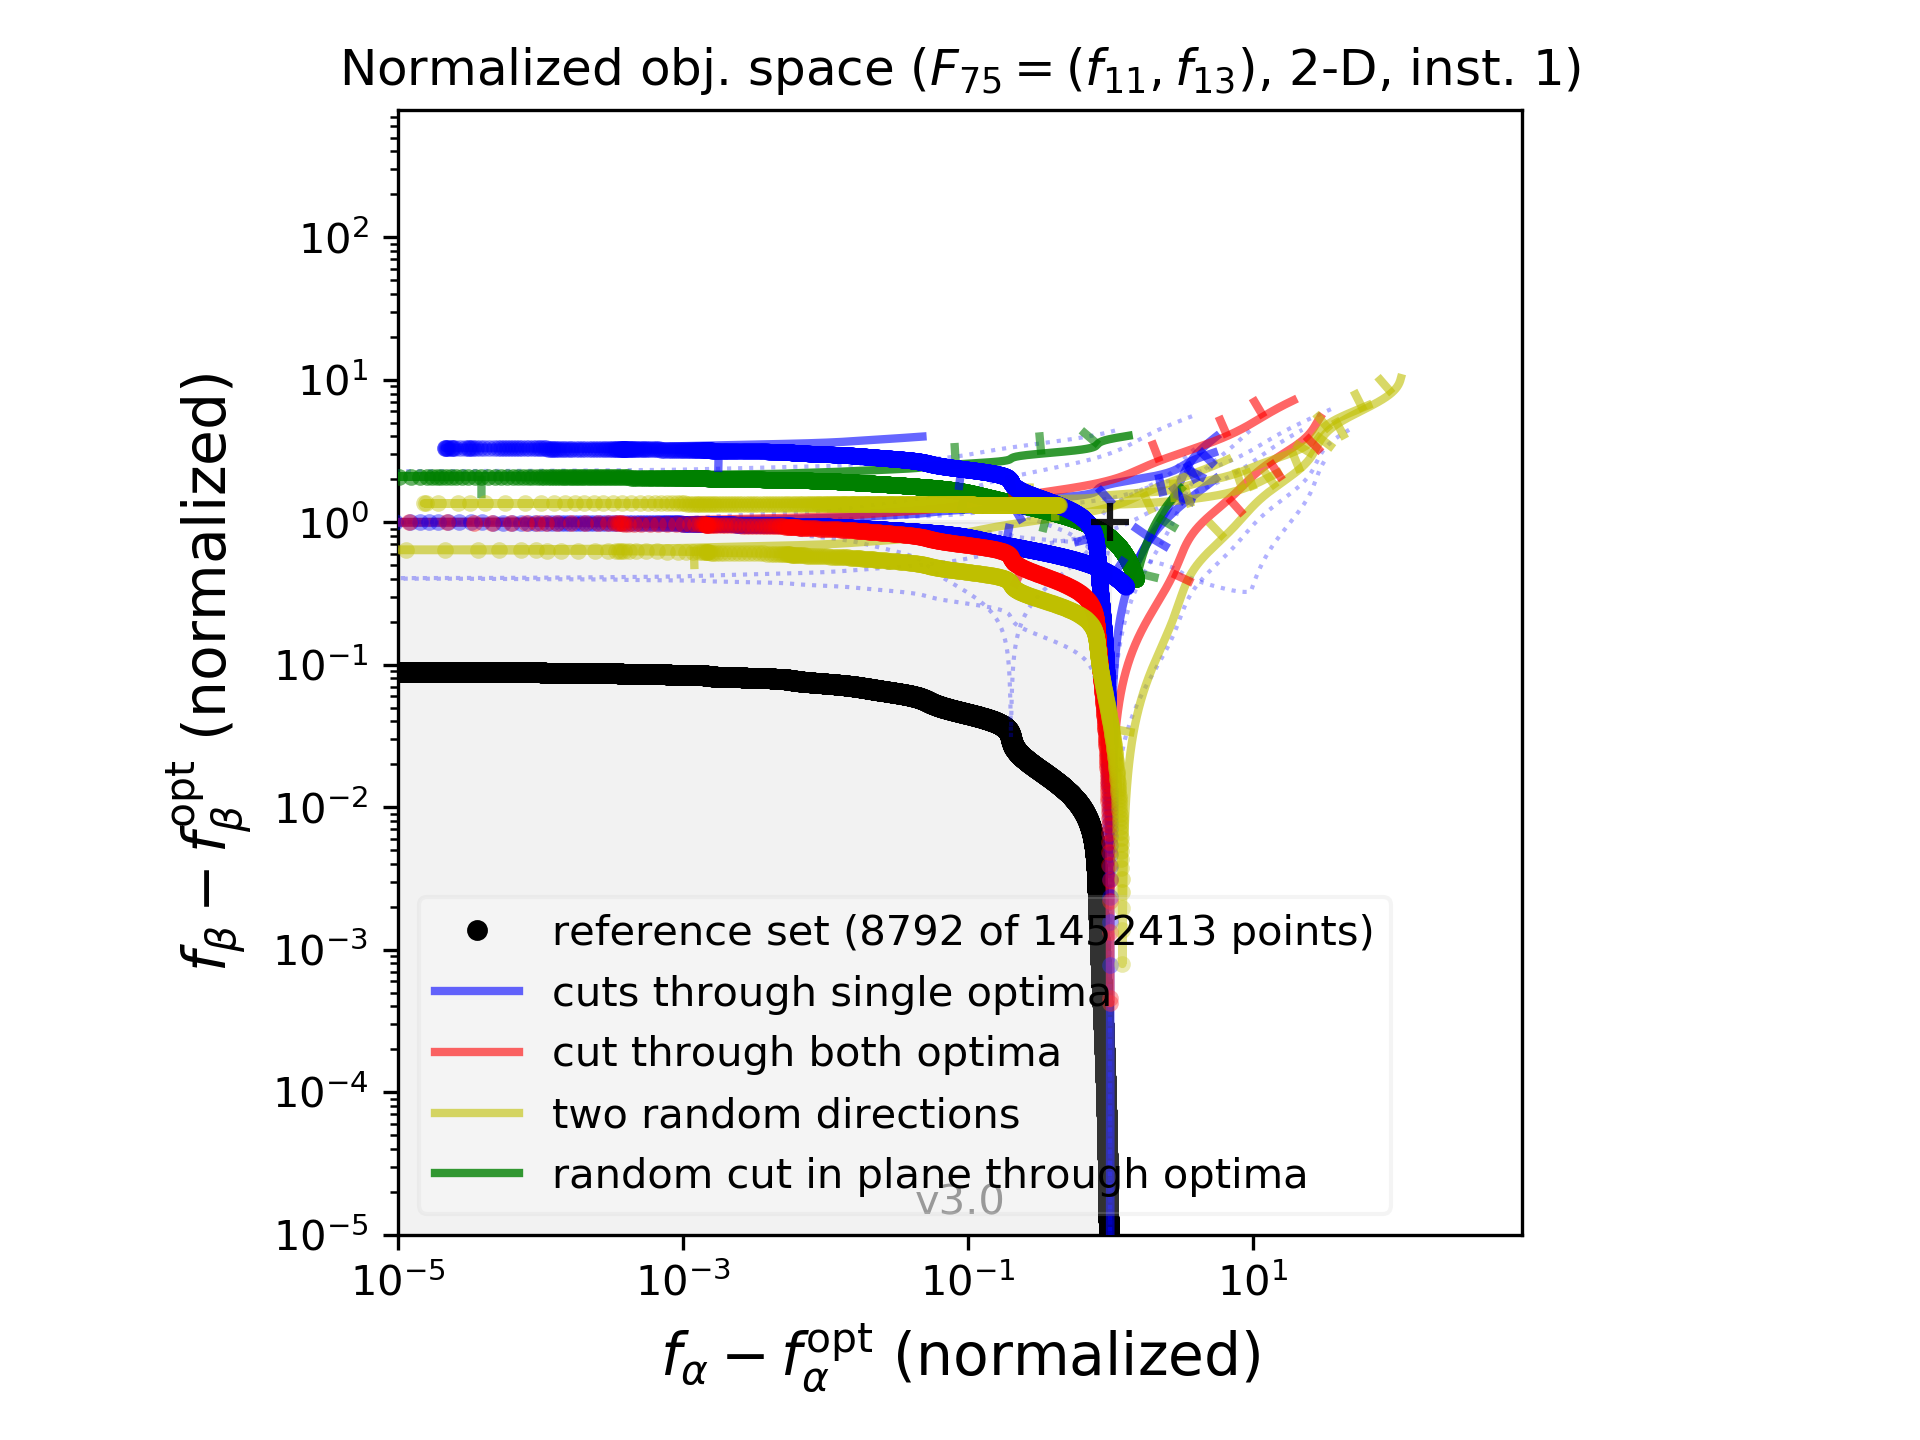 Normalized obj. space (F₇₅ = (f₁₁, f₁₃), 2-D, inst. 1)
10²
10¹
10⁰
10⁻¹
10⁻²
10⁻³
10⁻⁴
10⁻⁵
f_β − f_β^opt (normalized)
reference set (8792 of 1452413 points)
cuts through single optima
cut through both optima
two random directions
random cut in plane through optima
v3.0
10⁻⁵ 10⁻³ 10⁻¹ 10¹
f_α − f_α^opt (normalized)